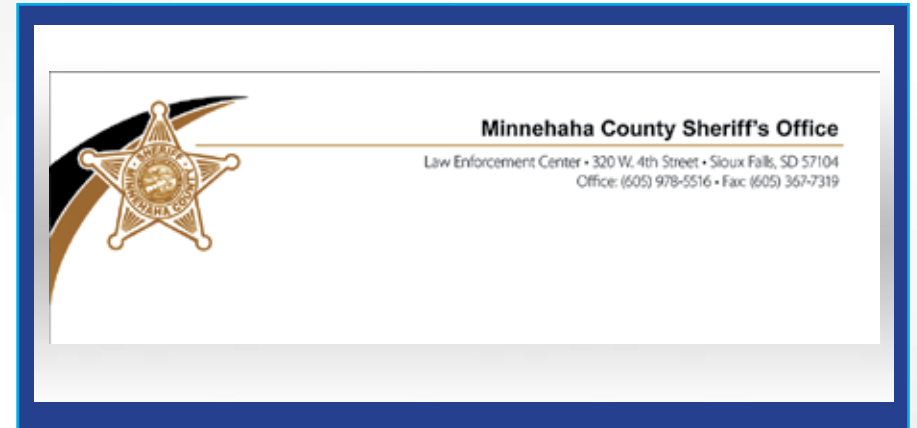 Minnehaha County Sheriff's Office
Law Enforcement Center • 320 W. 4th Street • Sioux Falls, SD 57104
Office: (605) 978-5516 • Fax: (605) 367-7319
SHERIFF
MINNEHAHA COUNTY